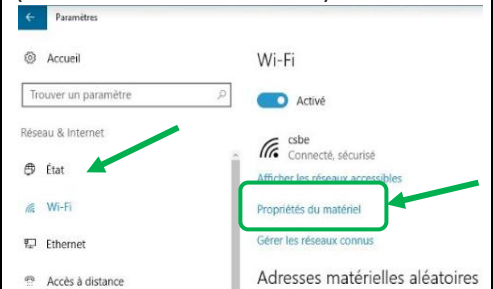 Paramètres
Accueil
Trouver un paramètre
Réseau & Internet
État
Wi-Fi
Ethernet
Accès à distance
Wi-Fi
Activé
csbe
Connecté, sécurisé
Afficher les réseaux accessibles
Propriétés du matériel
Gérer les réseaux connus
Adresses matérielles aléatoires